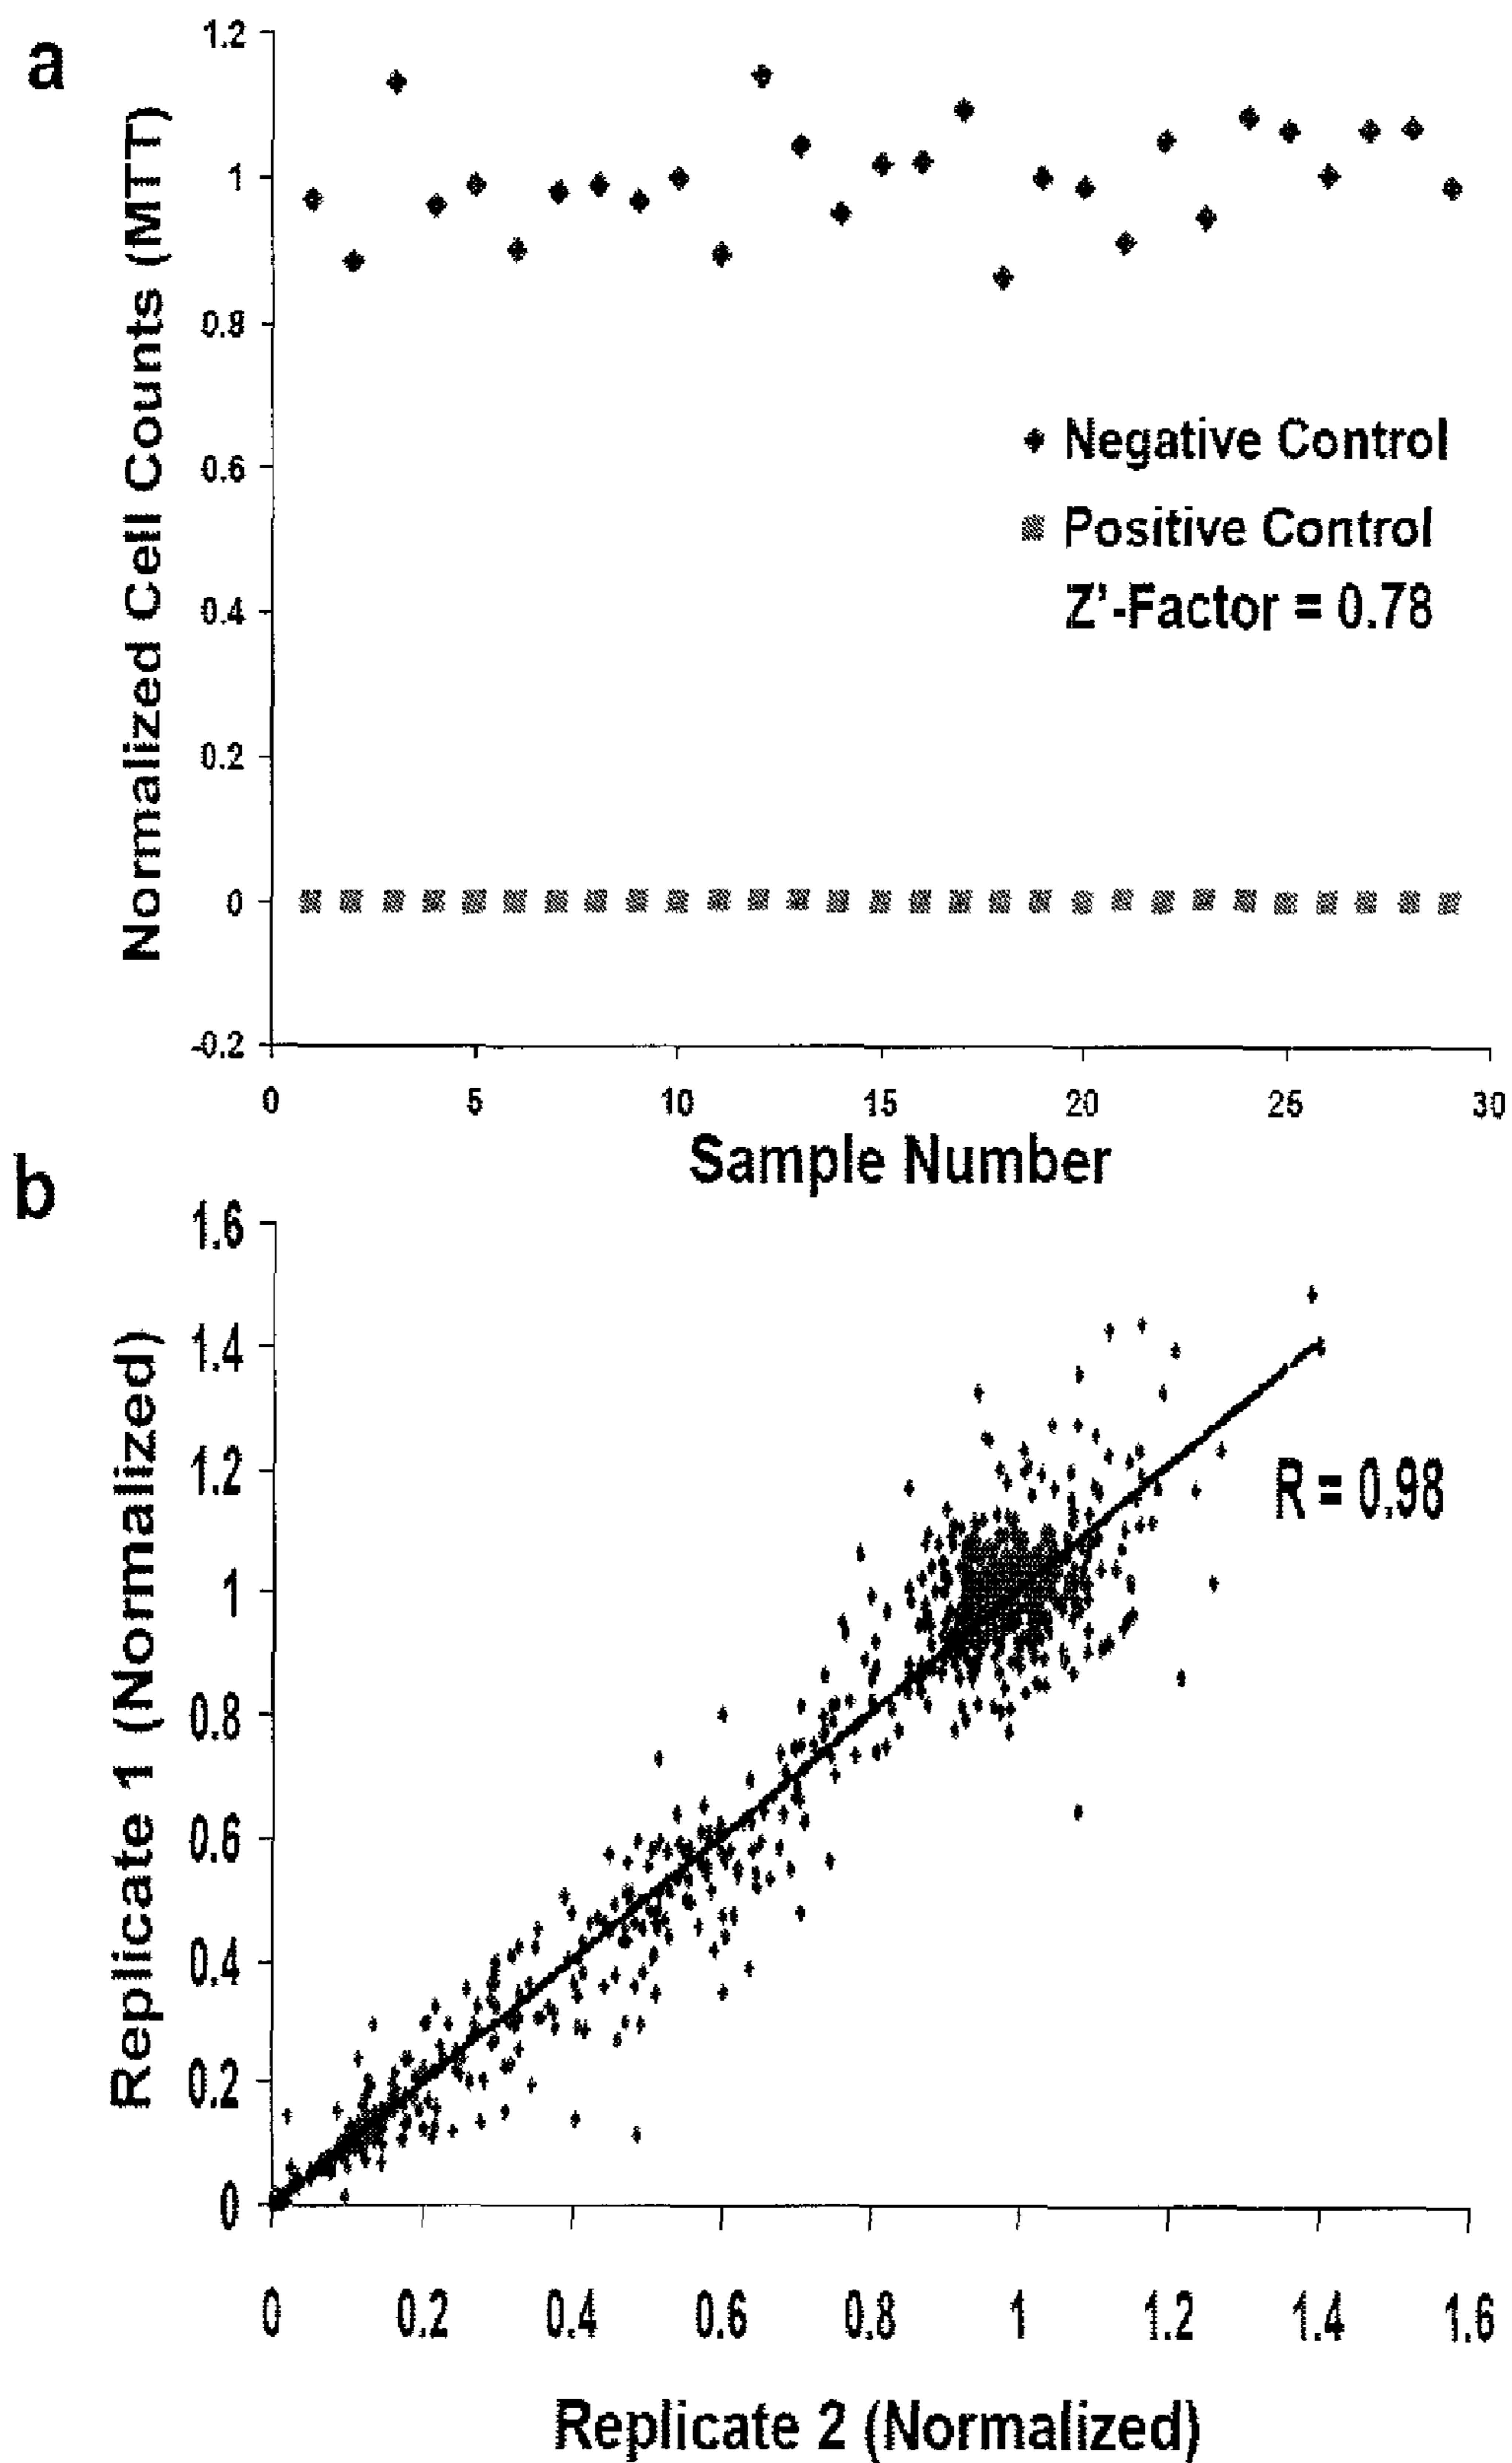 a
Normalized Cell Counts (MTT)
1.2
1
0.8
0.6
0.4
0.2
0
-0.2
Negative Control
Positive Control
Z’-Factor = 0.78
0 5 10 15 20 25 30
Sample Number
b
Replicate 1 (Normalized)
1.6
1.4
1.2
1
0.8
0.6
0.4
0.2
0
R = 0.98
0 0.2 0.4 0.6 0.8 1 1.2 1.4 1.6
Replicate 2 (Normalized)